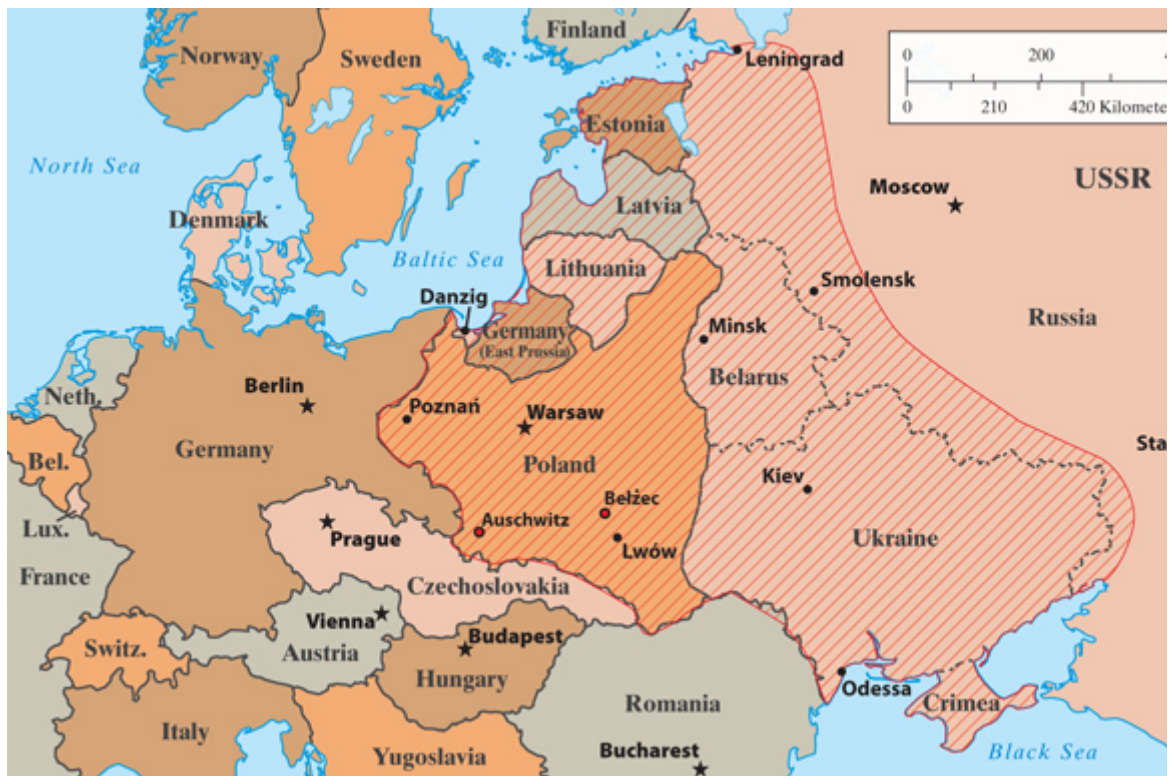 Norway
Sweden
Finland
Leningrad
0
200
4
0
210
420 Kilomete
North Sea
Estonia
Moscow
USSR
Denmark
Latvia
Baltic Sea
Lithuania
Smolensk
Danzig
Germany
(East Prussia)
Minsk
Russia
Neth.
Berlin
Belarus
Poznań
Warsaw
Germany
Poland
Sta
Bel.
Kiev
Bełżec
Auschwitz
Lux.
Prague
Lwów
Ukraine
France
Czechoslovakia
Vienna
Budapest
Switz.
Austria
Hungary
Odessa
Romania
Crimea
Italy
Yugoslavia
Bucharest
Black Sea